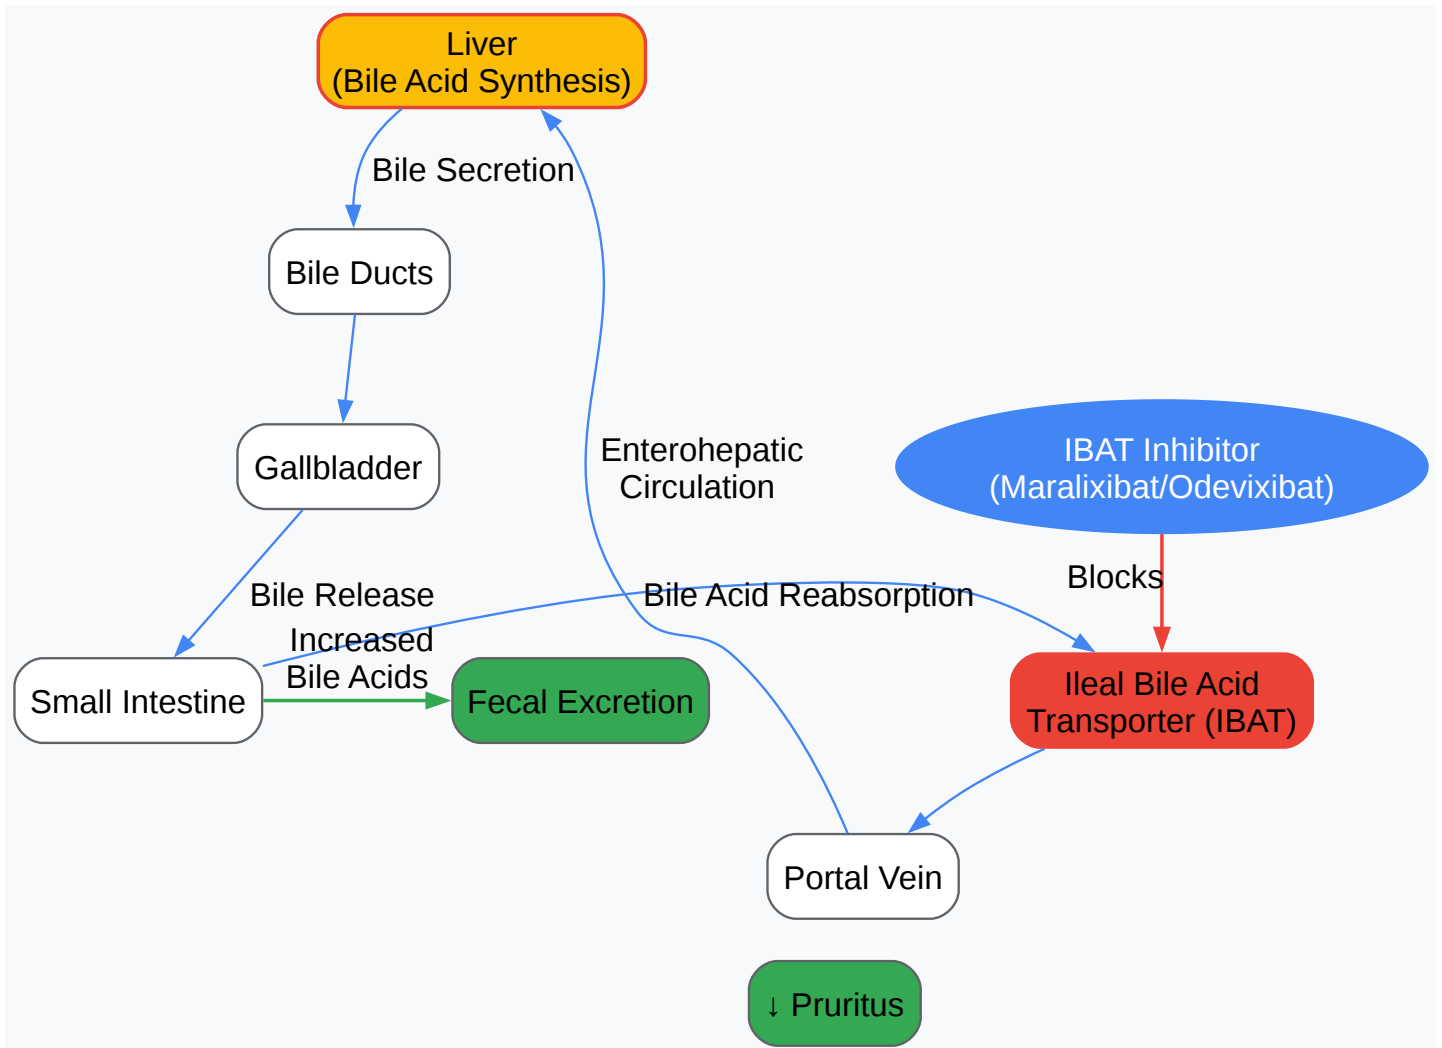 Liver
(Bile Acid Synthesis)
Bile Secretion
Bile Ducts
Gallbladder
Enterohepatic
Circulation
IBAT Inhibitor
(Maralixibat/Odevixibat)
Blocks
Bile Release
Bile Acid Reabsorption
Increased
Bile Acids
Small Intestine
Fecal Excretion
Ileal Bile Acid
Transporter (IBAT)
Portal Vein
↓ Pruritus